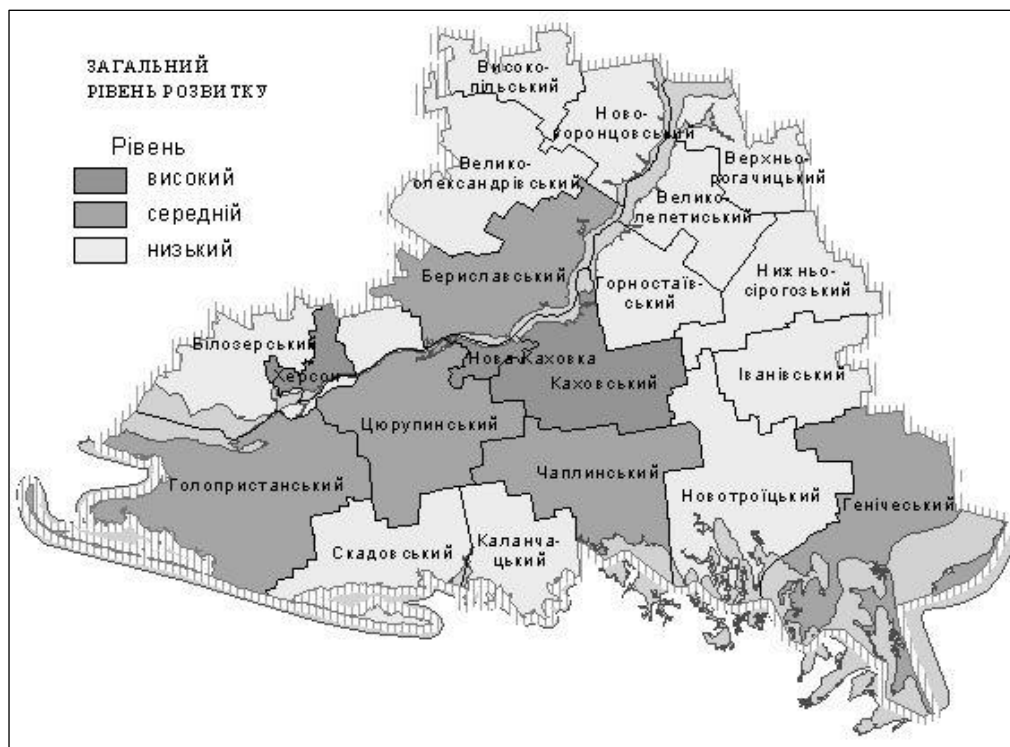 ЗАГАЛЬНИЙ
РІВЕНЬ РОЗВИТКУ
Рівень
високий
середній
низький
Високо-
пільський
Ново-
воронцовський
Верхньо-
рогачицький
Велико-
олександрівський
Велико-
лепетиський
Бериславський
Горностаїв-
ський
Нижньо-
сірогозький
Білозерський
Херсон
Нова Каховка
Каховський
Іванівський
Цюрупинський
Чаплинський
Голопристанський
Новотроїцький
Генічеський
Скадовський
Каланча-
цький